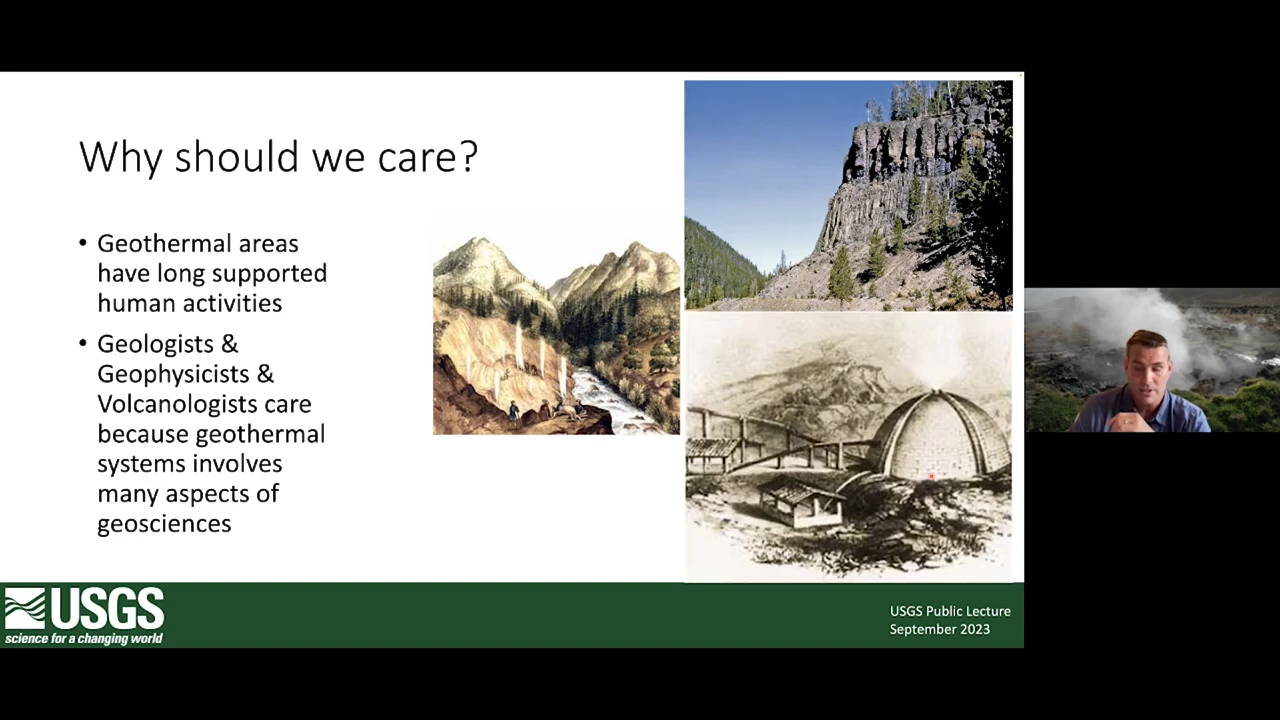 Why should we care?
• Geothermal areas
have long supported
human activities
• Geologists &
Geophysicists &
Volcanologists care
because geothermal
systems involves
many aspects of
geosciences
USGS
science for a changing world
USGS Public Lecture
September 2023